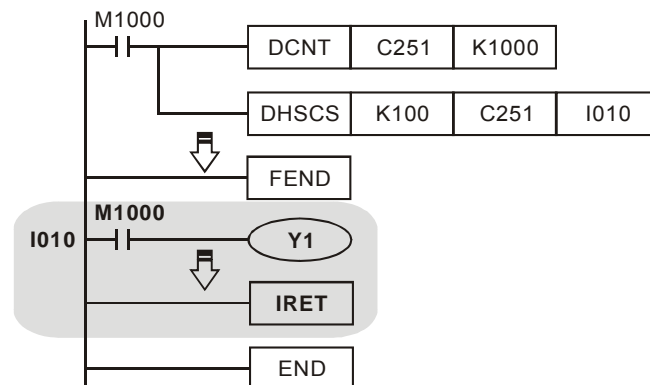 M1000
DCNT C251 K1000
DHSCS K100 C251 I010
FEND
M1000
I010 Y1
IRET
END